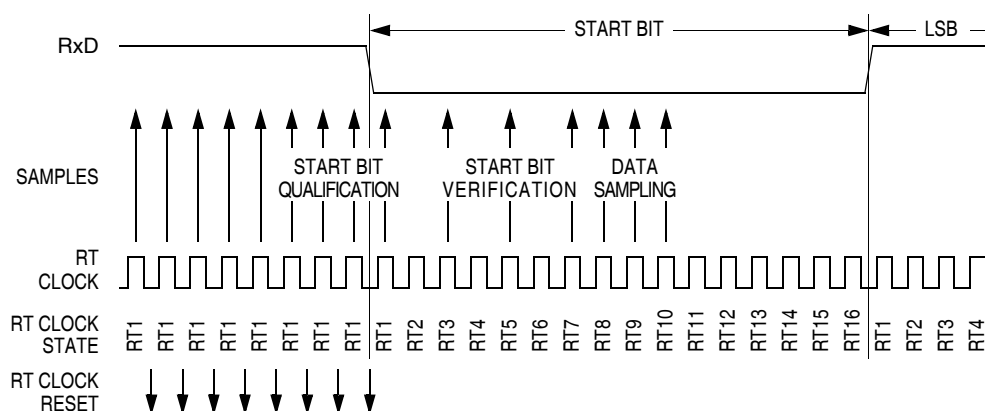 START BIT
LSB
RxD
SAMPLES
START BIT
QUALIFICATION
START BIT
VERIFICATION
DATA
SAMPLING
RT
CLOCK
RT CLOCK
STATE
RT1 RT1 RT1 RT1 RT1 RT1 RT1 RT1 RT1 RT2 RT3 RT4 RT5 RT6 RT7 RT8 RT9 RT10 RT11 RT12 RT13 RT14 RT15 RT16 RT1 RT2 RT3 RT4
RT CLOCK
RESET